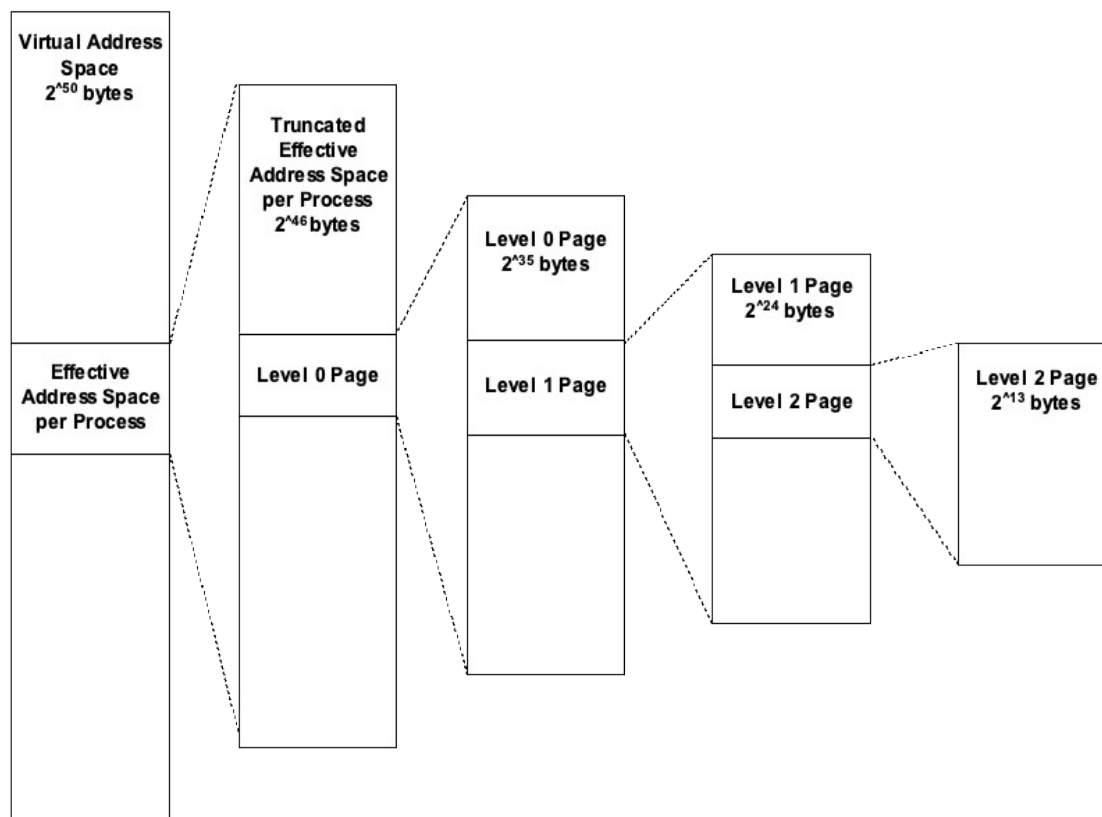 Virtual Address
Space
2^50 bytes
Effective
Address Space
per Process
Truncated
Effective
Address Space
per Process
2^46 bytes
Level 0 Page
Level 0 Page
2^35 bytes
Level 1 Page
Level 1 Page
2^24 bytes
Level 2 Page
Level 2 Page
2^13 bytes